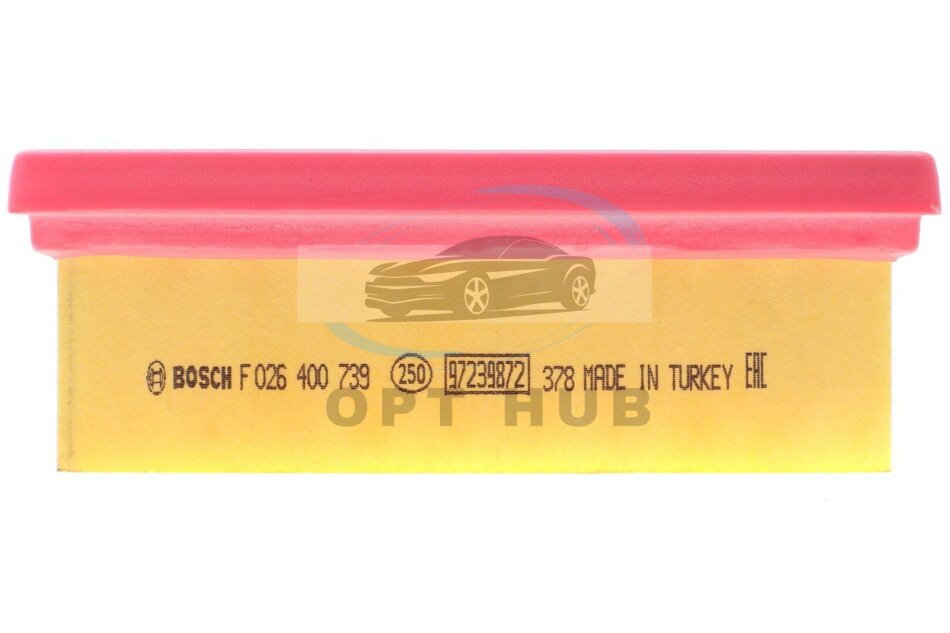 BOSCH F 026 400 739 250 97239872 378 MADE IN TURKEY EAC
OPT HUB